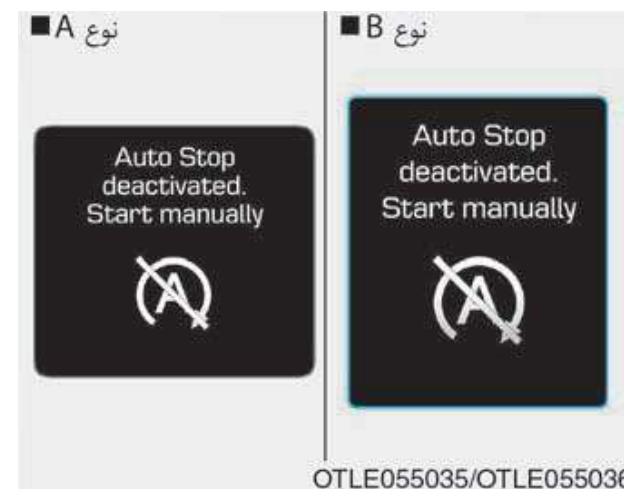 ■ A نوع
Auto Stop
deactivated.
Start manually
■ B نوع
Auto Stop
deactivated.
Start manually
OTLE055035/OTLE055036